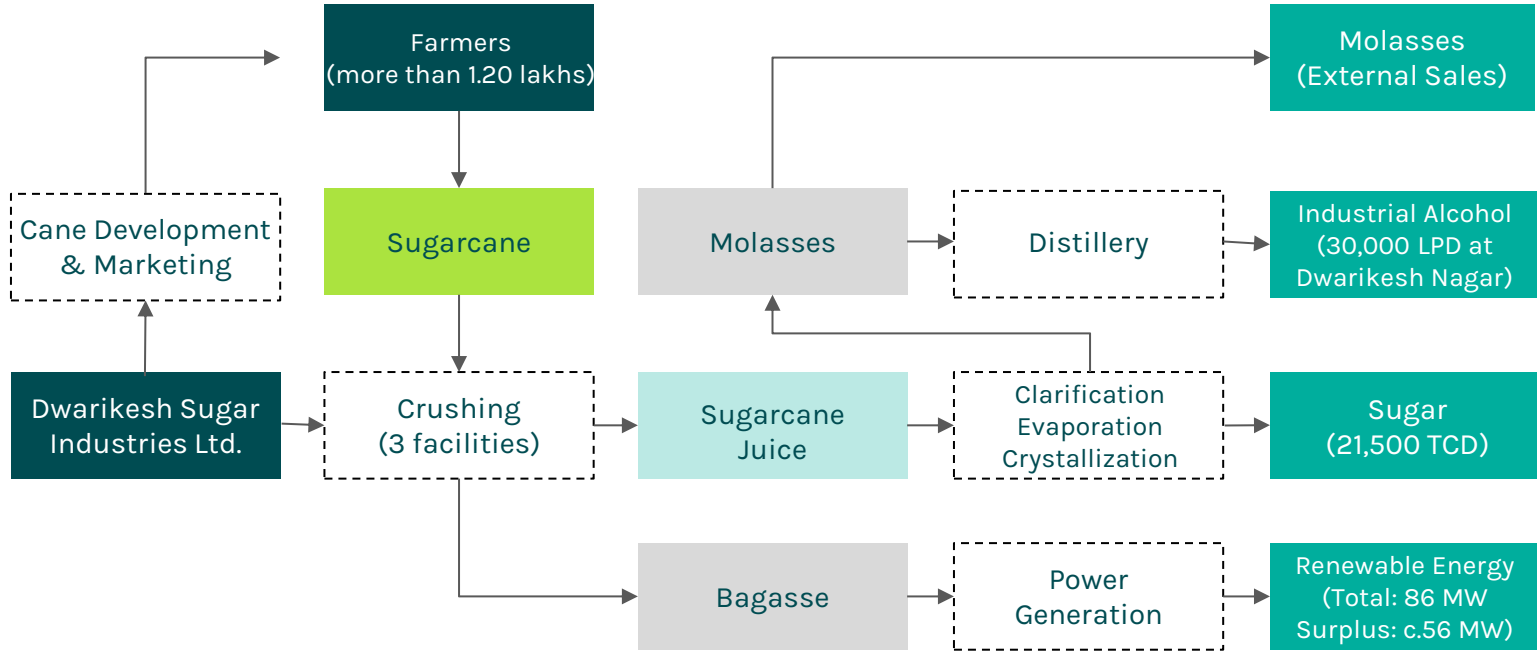 Farmers
(more than 1.20 lakhs)
Molasses
(External Sales)
Cane Development
& Marketing
Sugarcane
Molasses
Distillery
Industrial Alcohol
(30,000 LPD at
Dwarikesh Nagar)
Dwarikesh Sugar
Industries Ltd.
Crushing
(3 facilities)
Sugarcane
Juice
Clarification
Evaporation
Crystallization
Sugar
(21,500 TCD)
Bagasse
Power
Generation
Renewable Energy
(Total: 86 MW
Surplus: c.56 MW)